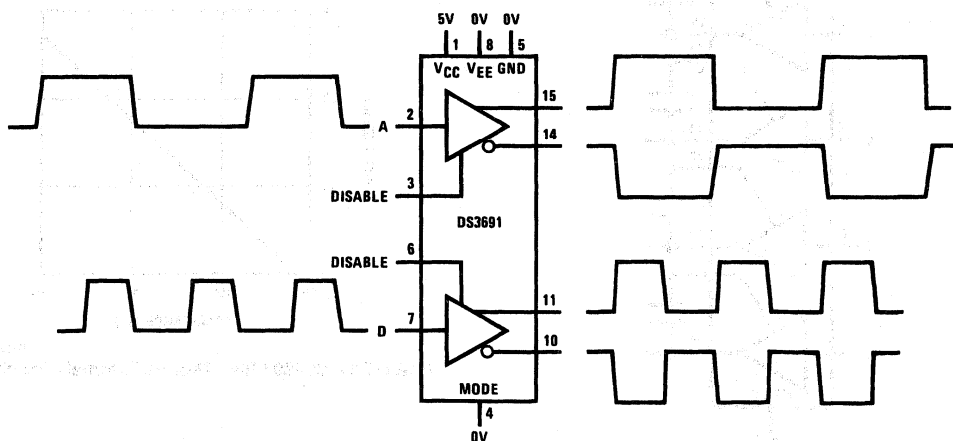 5V 0V 0V
1 8 5
VCC VEE GND
15
A 2
14
DISABLE 3
DS3691
DISABLE 6
11
D 7
10
MODE
4
0V